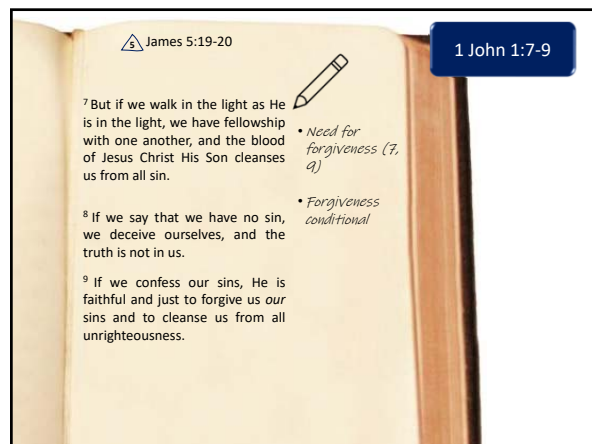 5 James 5:19-20
1 John 1:7-9
7 But if we walk in the light as He
is in the light, we have fellowship
with one another, and the blood
of Jesus Christ His Son cleanses
us from all sin.
8 If we say that we have no sin,
we deceive ourselves, and the
truth is not in us.
9 If we confess our sins, He is
faithful and just to forgive us our
sins and to cleanse us from all
unrighteousness.
• Need for
forgiveness (7,
9)
• Forgiveness
conditional